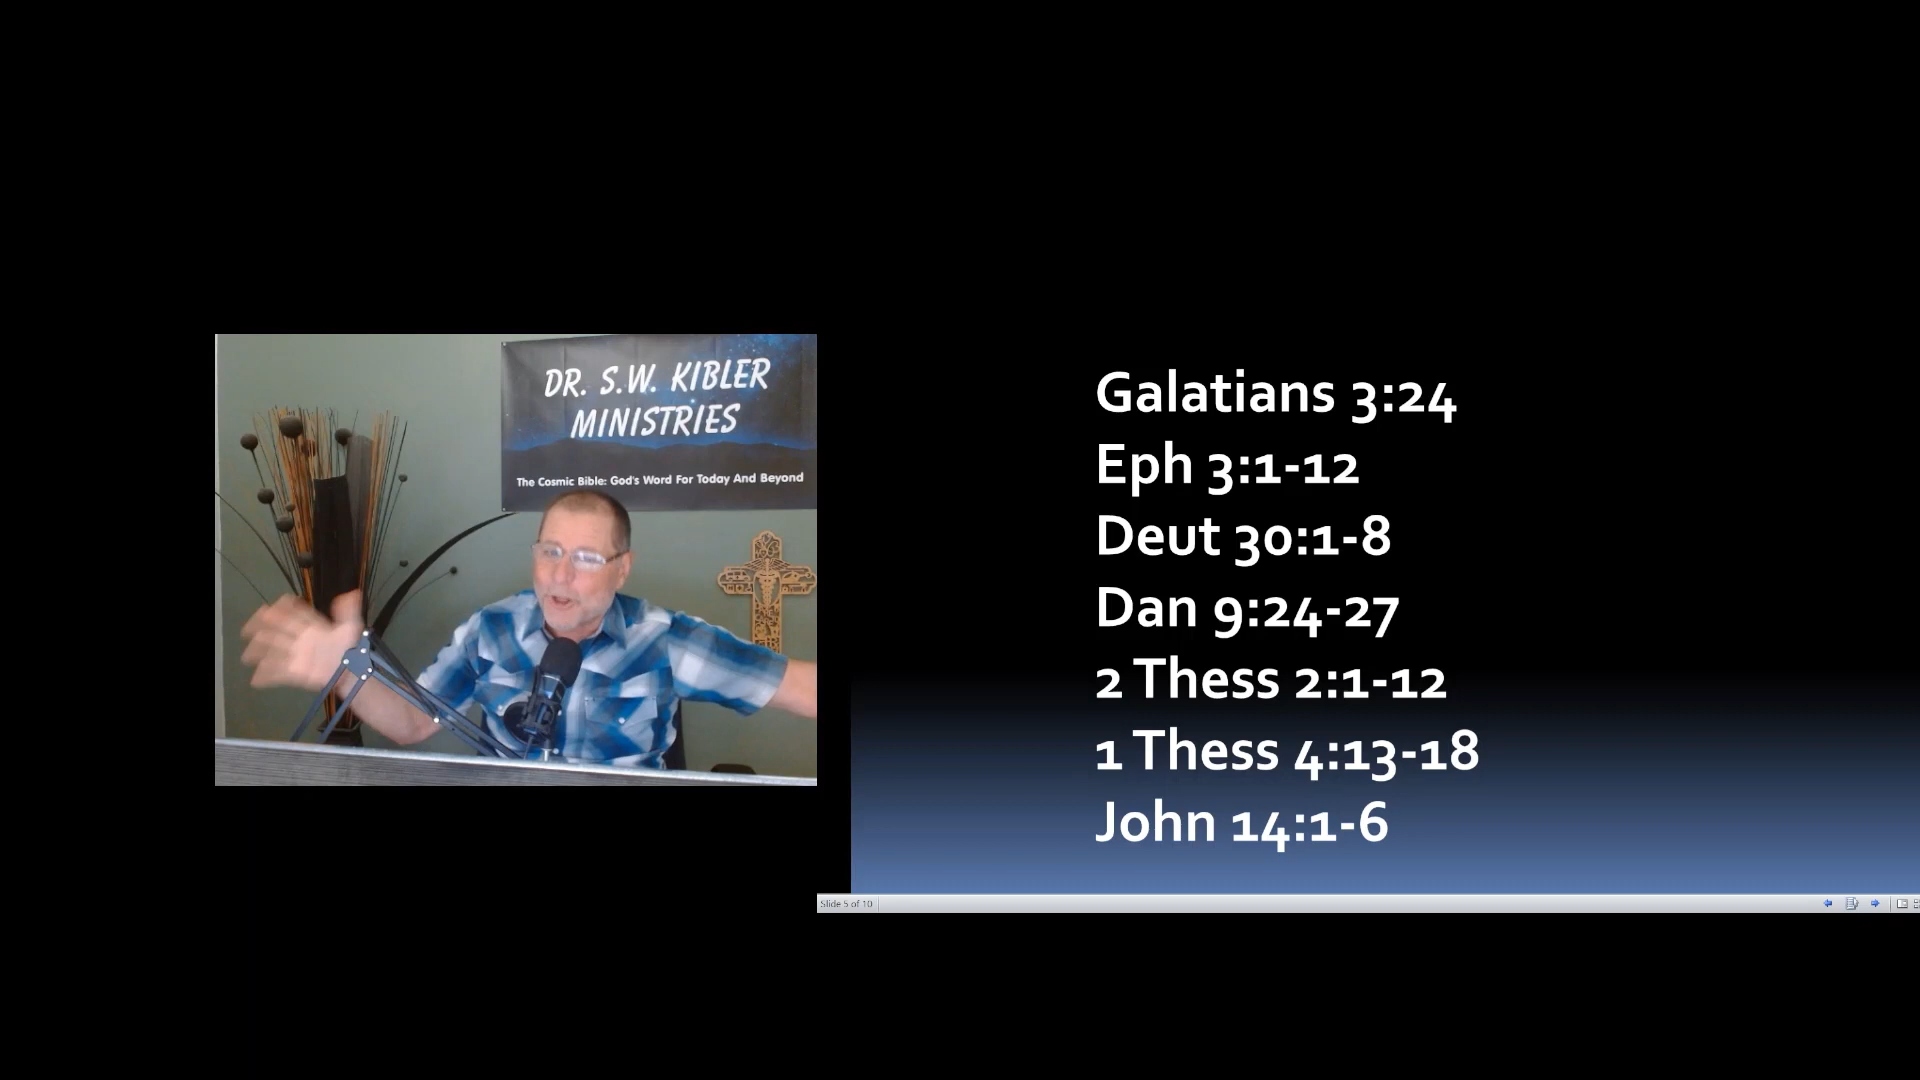 DR. S.W. KIBLER
MINISTRIES
The Cosmic Bible: God's Word For Today And Beyond
Galatians 3:24
Eph 3:1-12
Deut 30:1-8
Dan 9:24-27
2 Thess 2:1-12
1 Thess 4:13-18
John 14:1-6
Slide 5 of 10